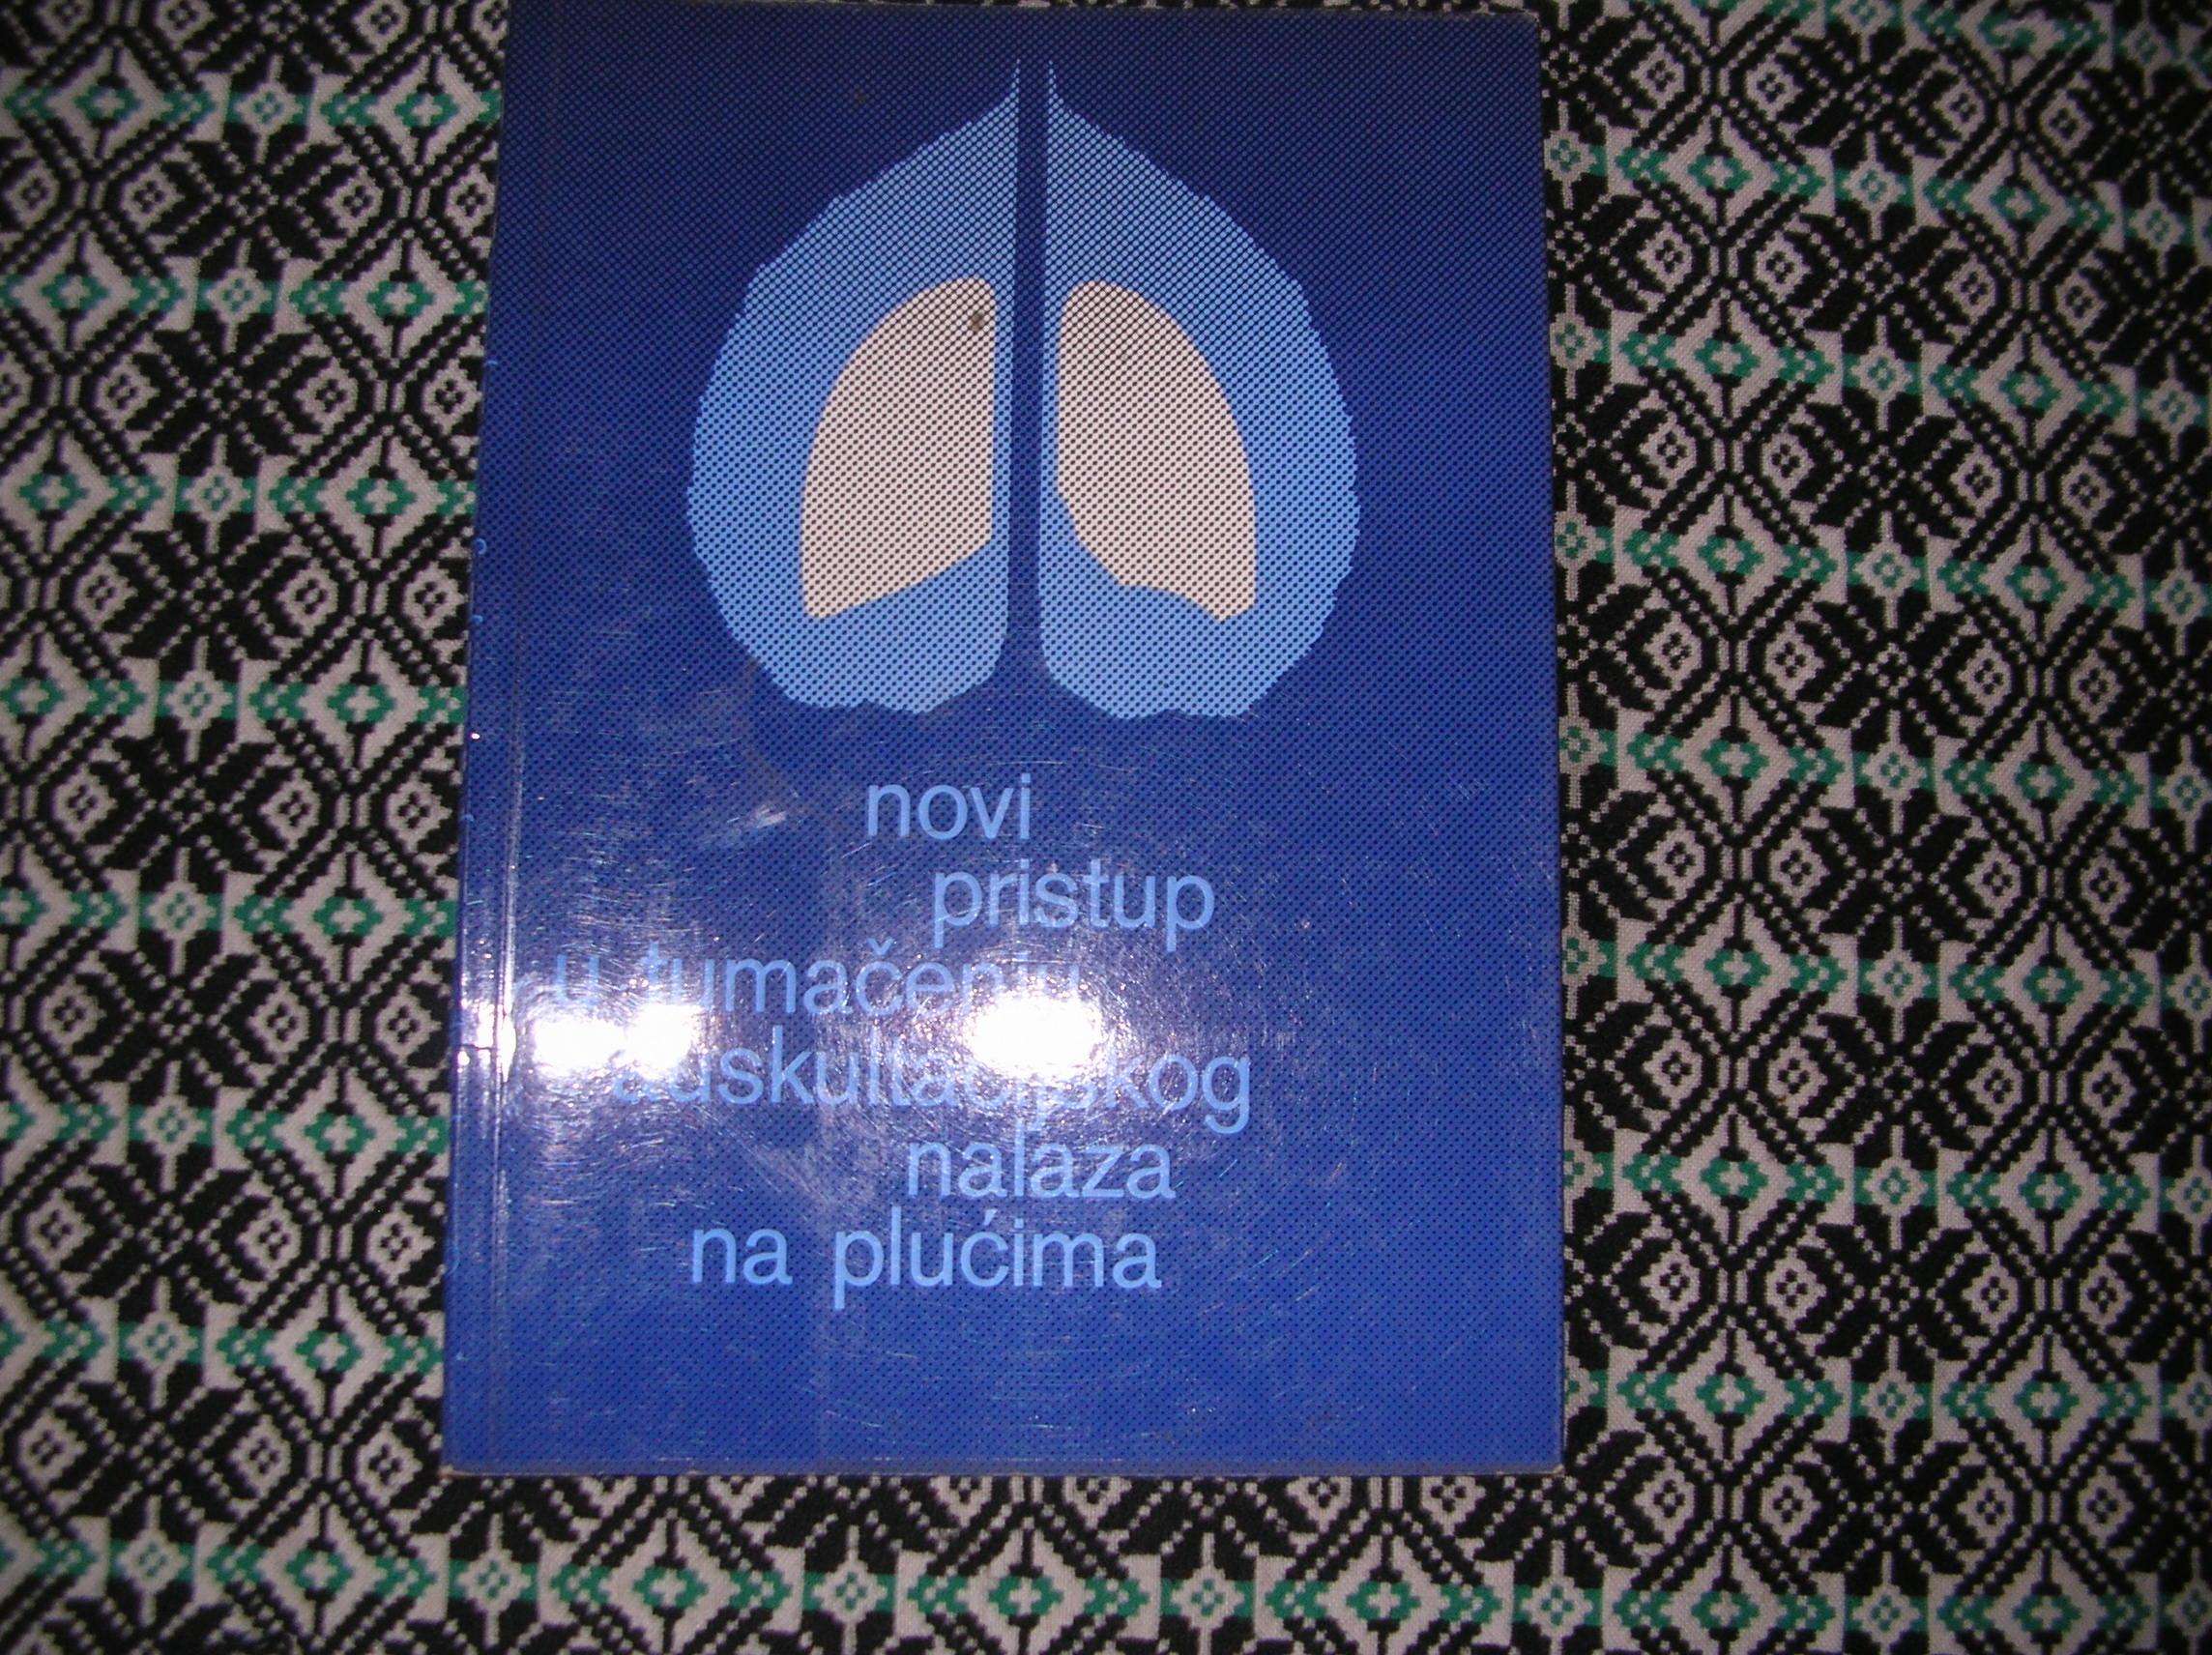 novi
pristup
u tumačenju
auskultacijskog
nalaza
na plućima